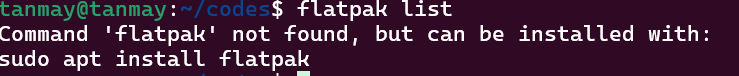 tanmay@tanmay:~/codes$ flatpak list
Command 'flatpak' not found, but can be installed with:
sudo apt install flatpak